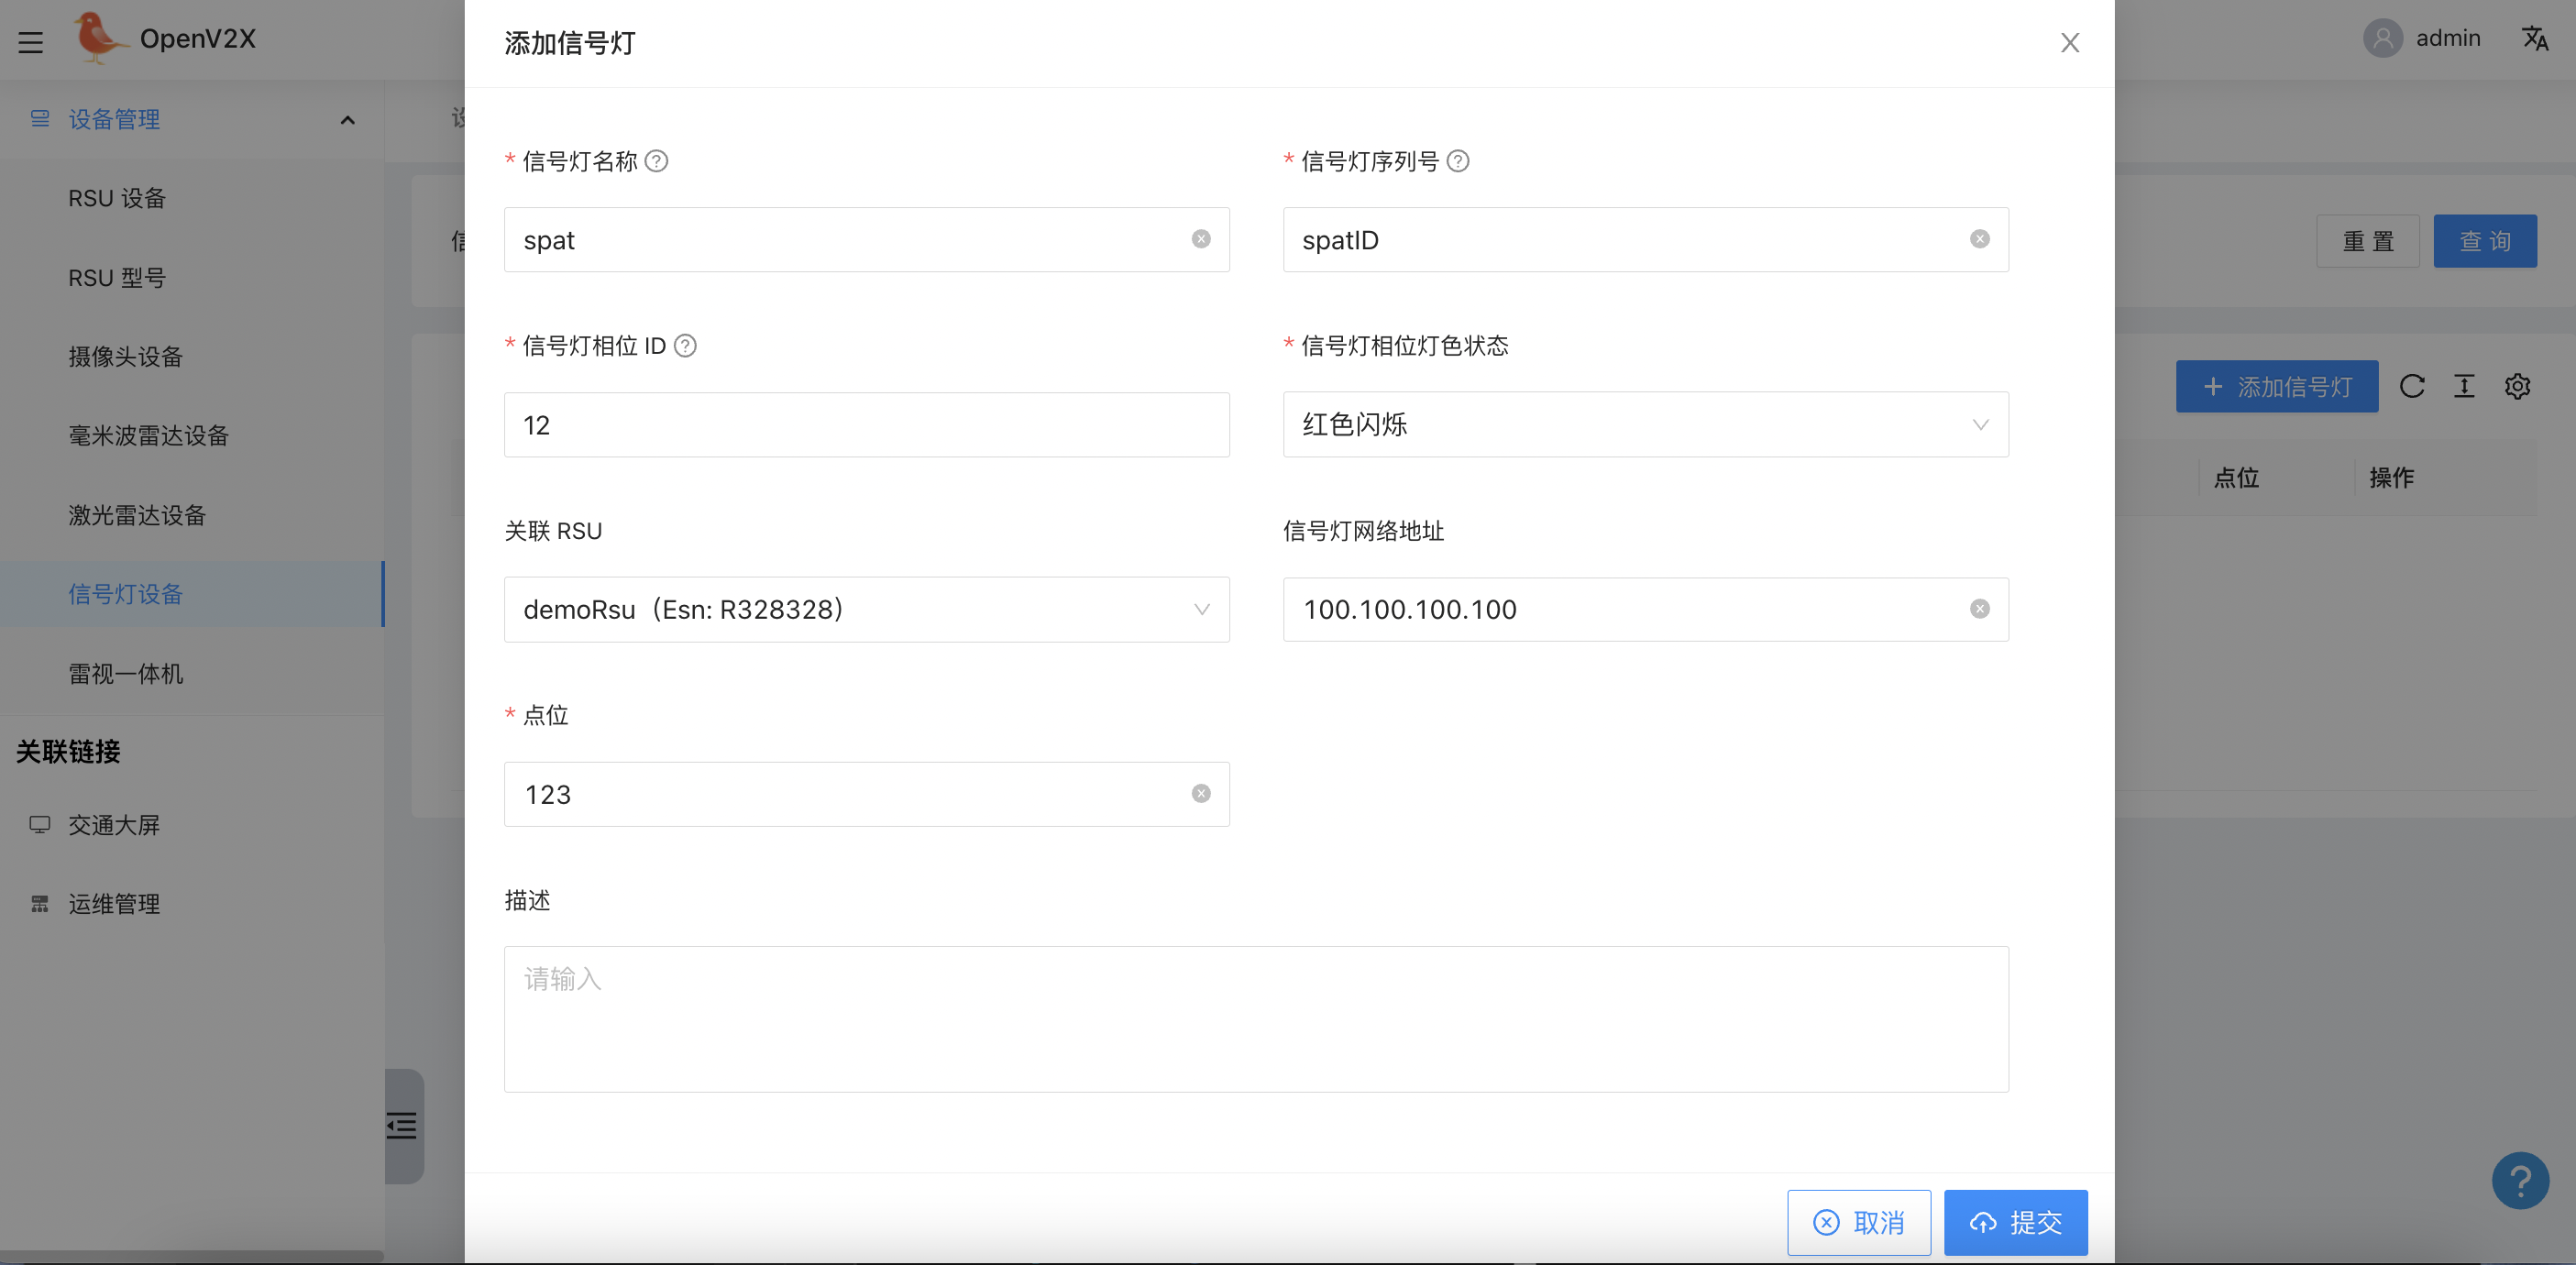 OpenV2X
添加信号灯
admin
设备管理
RSU 设备
RSU 型号
摄像头设备
毫米波雷达设备
激光雷达设备
信号灯设备
雷视一体机
关联链接
交通大屏
运维管理
* 信号灯名称
* 信号灯序列号
spat
spatID
* 信号灯相位 ID
* 信号灯相位灯色状态
12
红色闪烁
关联 RSU
信号灯网络地址
demoRsu（Esn: R328328）
100.100.100.100
* 点位
123
描述
请输入
取消
提交
重 置
查 询
添加信号灯
点位
操作